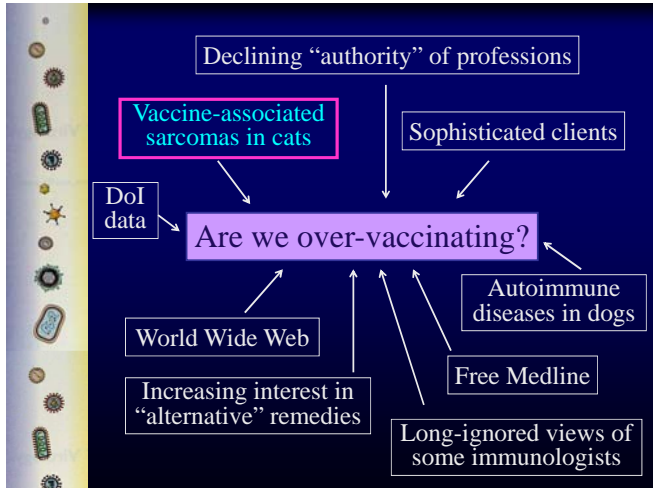 Declining “authority” of professions
Vaccine-associated
sarcomas in cats
Sophisticated clients
DoI
data
Are we over-vaccinating?
Autoimmune
diseases in dogs
World Wide Web
Free Medline
Increasing interest in
“alternative” remedies
Long-ignored views of
some immunologists